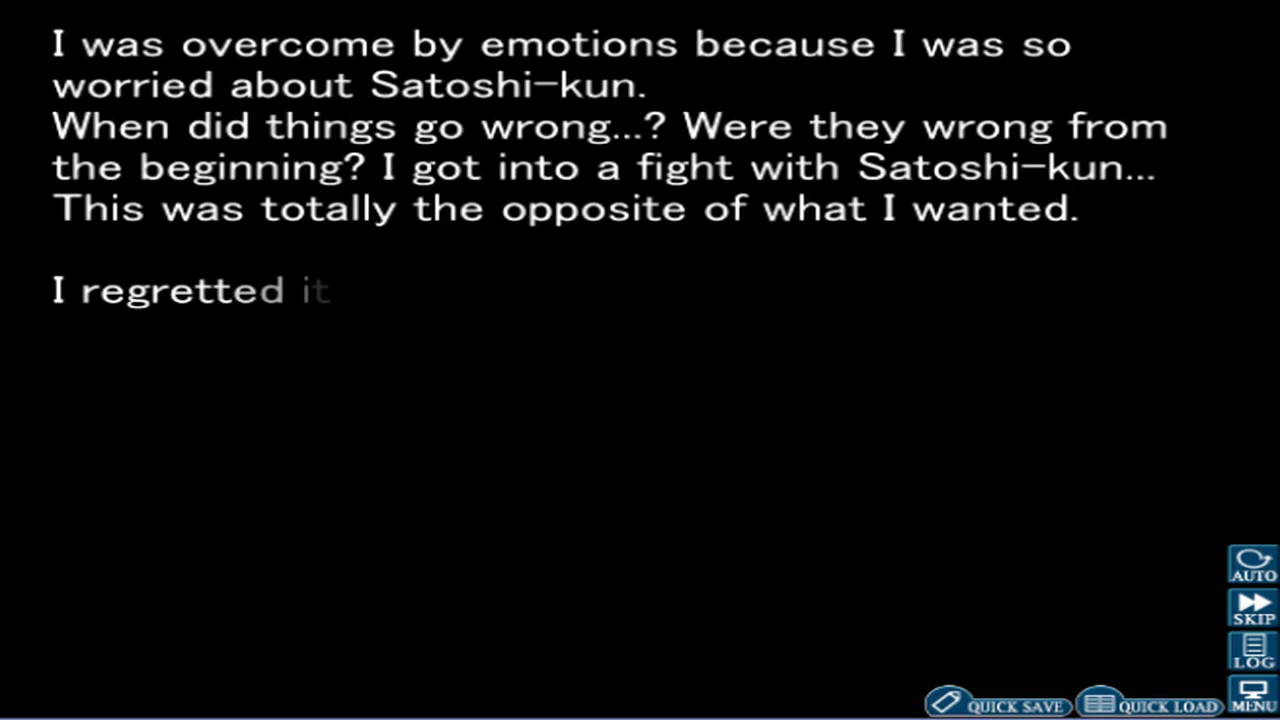 I was overcome by emotions because I was so
worried about Satoshi-kun.
When did things go wrong...? Were they wrong from
the beginning? I got into a fight with Satoshi-kun...
This was totally the opposite of what I wanted.
I regretted it
AUTO
SKIP
LOG
MENU
QUICK SAVE
QUICK LOAD